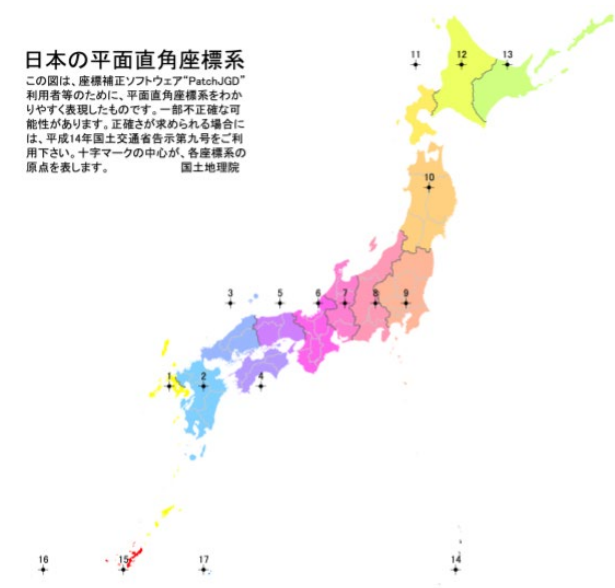 日本の平面直角座標系
この図は、座標補正ソフトウェア“PatchJGD”
利用者等のために、平面直角座標系をわか
りやすく表現したものです。一部不正確な可
能性があります。正確さが求められる場合に
は、平成14年国土交通省告示第九号をご利
用下さい。十字マークの中心が、各座標系の
原点を表します。 国土地理院
11 12 13
10
3 5 6 7 8 9
1 2 4
16 15 17 14